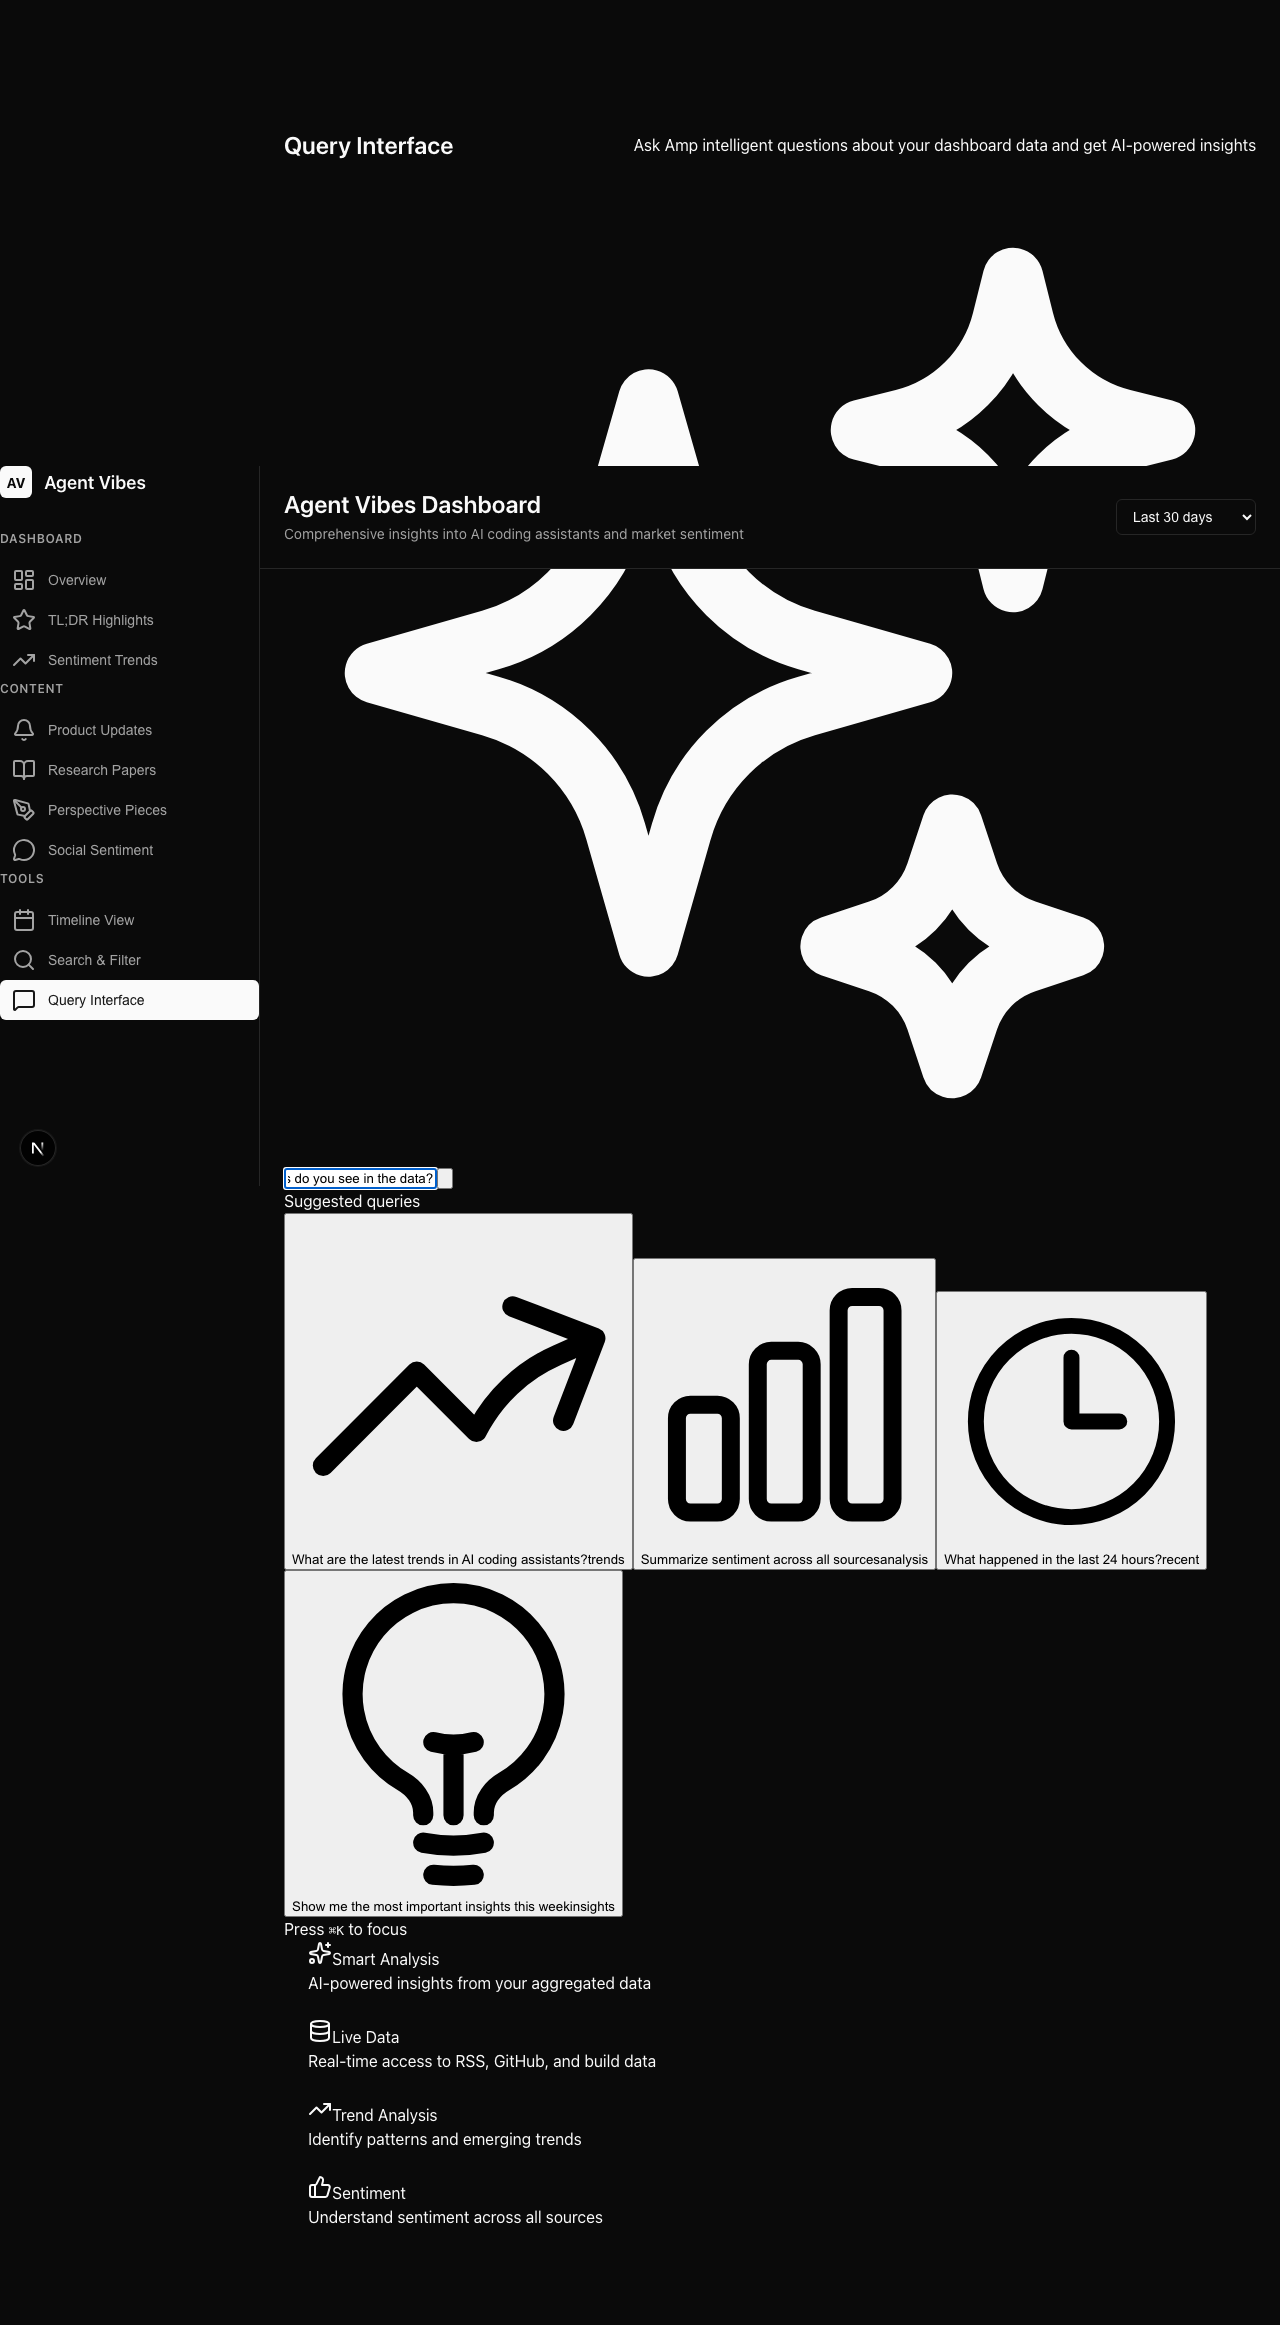 Query Interface
Ask Amp intelligent questions about your dashboard data and get AI-powered insights
AV
Agent Vibes
Agent Vibes Dashboard
Comprehensive insights into AI coding assistants and market sentiment
Last 30 days
DASHBOARD
Overview
TL;DR Highlights
Sentiment Trends
CONTENT
Product Updates
Research Papers
Perspective Pieces
Social Sentiment
TOOLS
Timeline View
Search & Filter
Query Interface
N
s do you see in the data?
Suggested queries
What are the latest trends in AI coding assistants?trends
Summarize sentiment across all sourcesanalysis
What happened in the last 24 hours?recent
Show me the most important insights this weekinsights
Press ⌘K to focus
Smart Analysis
AI-powered insights from your aggregated data
Live Data
Real-time access to RSS, GitHub, and build data
Trend Analysis
Identify patterns and emerging trends
Sentiment
Understand sentiment across all sources